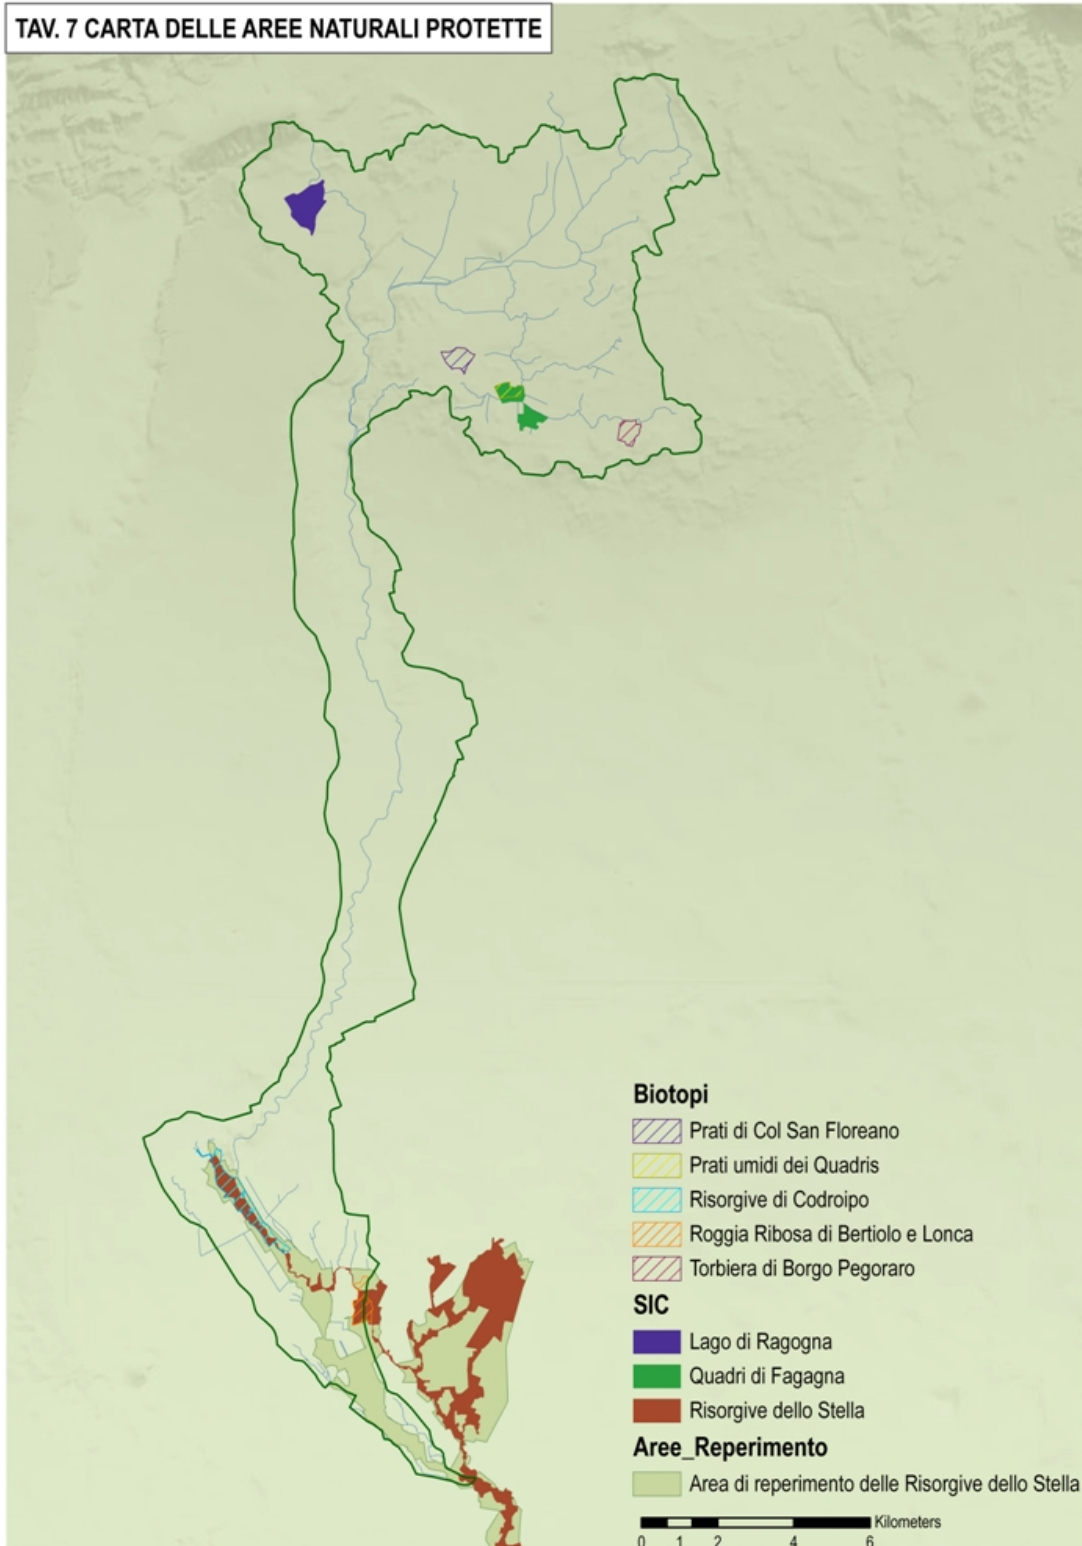 TAV. 7 CARTA DELLE AREE NATURALI PROTETTE
Biotopi
Prati di Col San Floreano
Prati umidi dei Quadris
Risorgive di Codroipo
Roggia Ribosa di Bertiolo e Lonca
Torbiera di Borgo Pegoraro
SIC
Lago di Ragogna
Quadri di Fagagna
Risorgive dello Stella
Aree_Reperimento
Area di reperimento delle Risorgive dello Stella
Kilometers
0 1 2 4 6